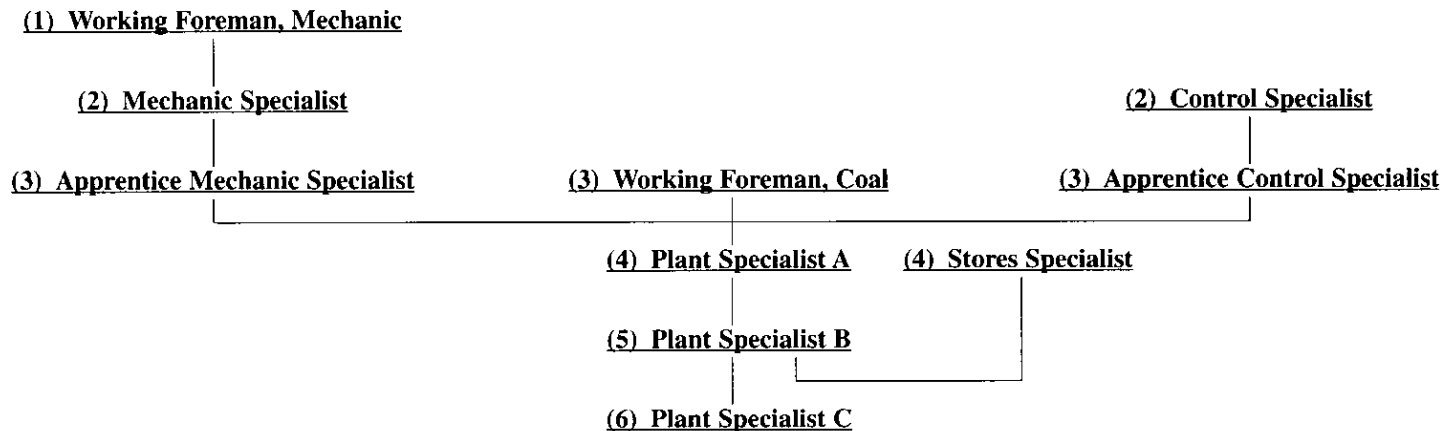 (1) Working Foreman, Mechanic
(2) Mechanic Specialist
(2) Control Specialist
(3) Apprentice Mechanic Specialist
(3) Working Foreman, Coal
(3) Apprentice Control Specialist
(4) Plant Specialist A
(4) Stores Specialist
(5) Plant Specialist B
(6) Plant Specialist C